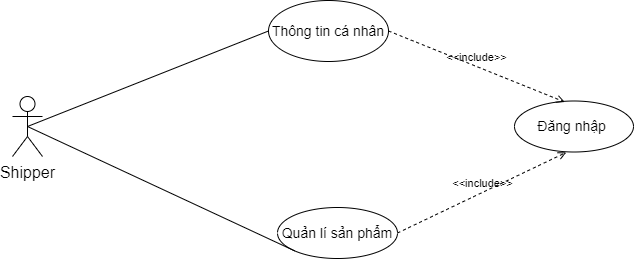 Thông tin cá nhân
<<include>>
Đăng nhập
Shipper
<<include>>
Quản lí sản phẩm